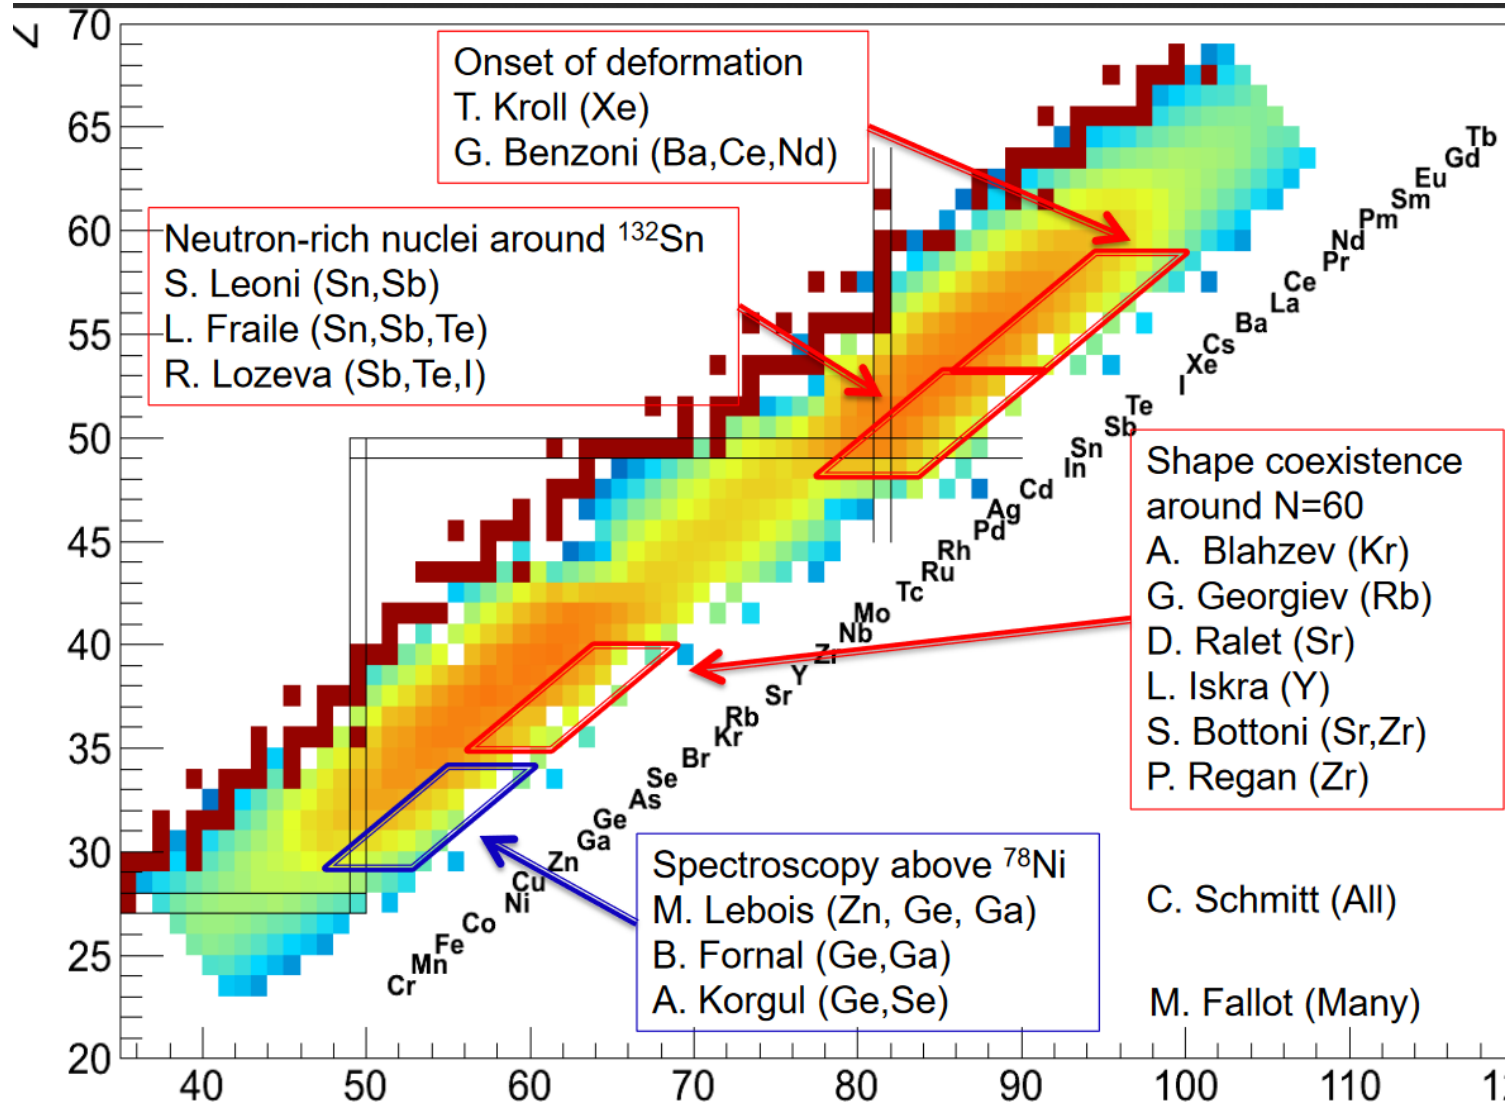 Z
70
65
60
55
50
45
40
35
30
25
20
40
50
60
70
80
90
100
110
Onset of deformation
T. Kroll (Xe)
G. Benzoni (Ba,Ce,Nd)
Neutron-rich nuclei around ¹³²Sn
S. Leoni (Sn,Sb)
L. Fraile (Sn,Sb,Te)
R. Lozeva (Sb,Te,I)
Shape coexistence
around N=60
A. Blahzev (Kr)
G. Georgiev (Rb)
D. Ralet (Sr)
L. Iskra (Y)
S. Bottoni (Sr,Zr)
P. Regan (Zr)
Spectroscopy above ⁷⁸Ni
M. Lebois (Zn, Ge, Ga)
B. Fornal (Ge,Ga)
A. Korgul (Ge,Se)
C. Schmitt (All)
M. Fallot (Many)
Tb
Gd
Eu
Sm
Pm
Nd
Pr
Ce
La
Ba
Cs
Xe
I
Te
Sb
Sn
In
Cd
Ag
Pd
Rh
Ru
Tc
Mo
Nb
Zr
Y
Sr
Rb
Kr
Br
Se
As
Ge
Ga
Zn
Cu
Ni
Co
Fe
Mn
Cr